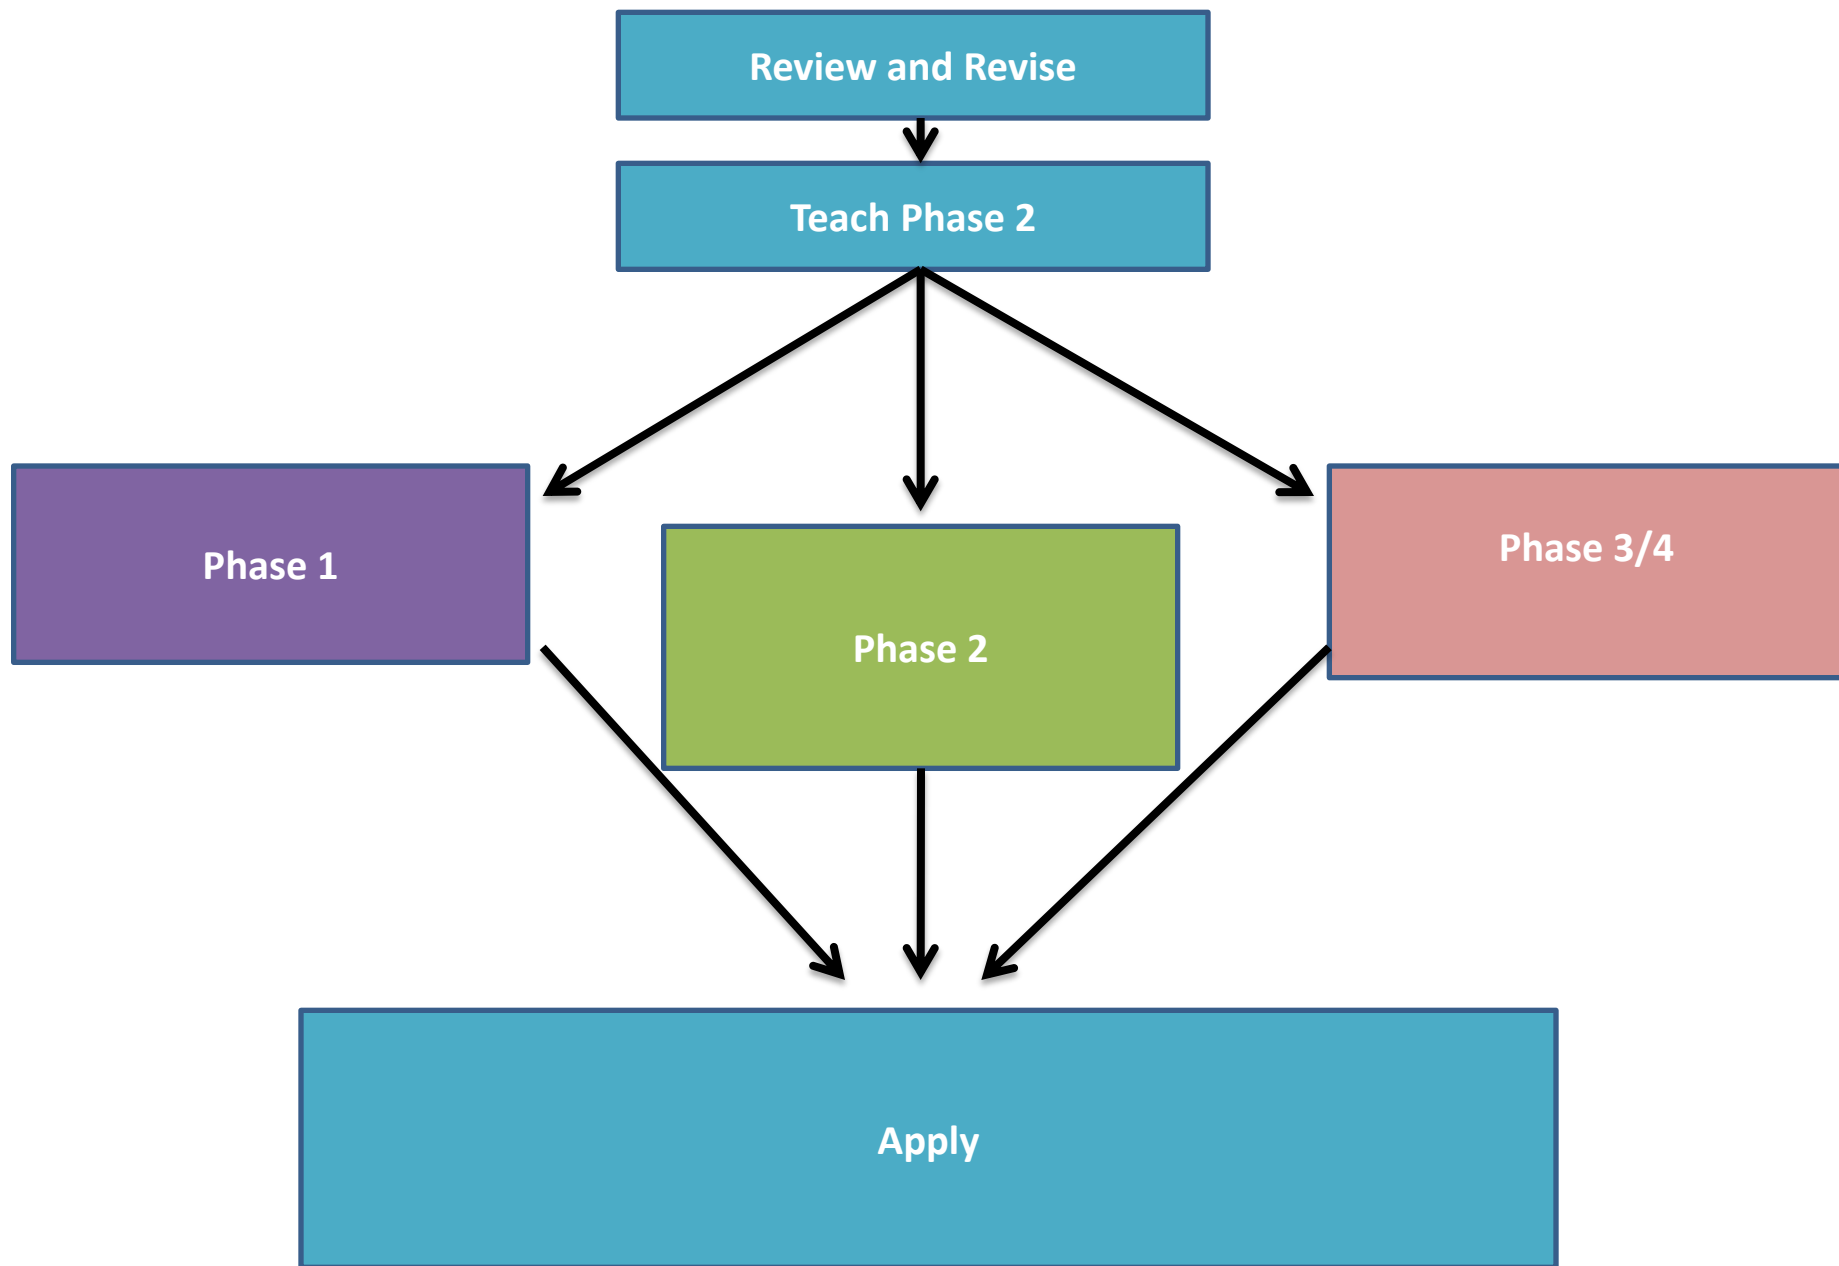 Review and Revise
Teach Phase 2
Phase 1
Phase 2
Phase 3/4
Apply